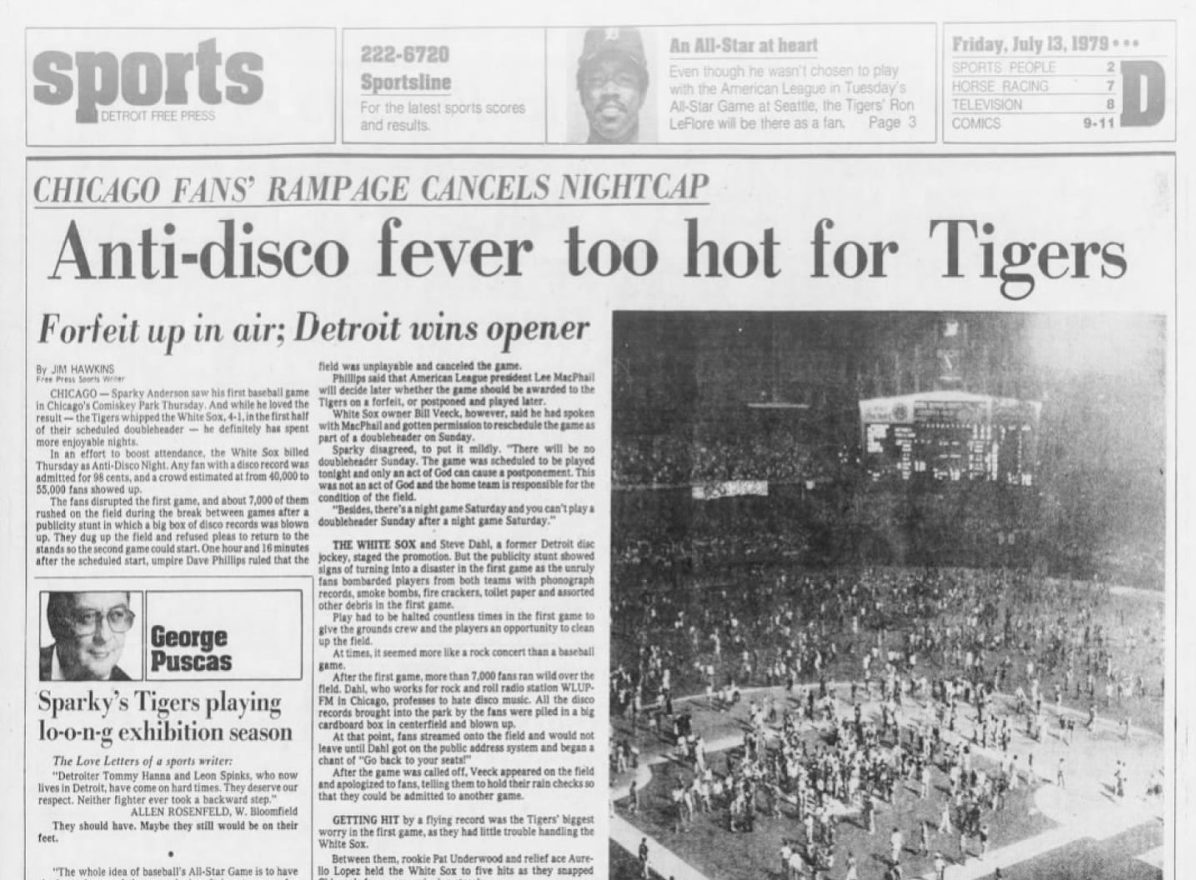 sports
DETROIT FREE PRESS
222-6720
Sportsline
For the latest sports scores
and results.
An All-Star at heart
Even though he wasn't chosen to play
with the American League in Tuesday's
All-Star Game at Seattle, the Tigers' Ron
LeFlore will be there as a fan. Page 3
Friday, July 13, 1979 • • •
SPORTS PEOPLE 2
HORSE RACING 7
TELEVISION 8
COMICS 9-11
D
CHICAGO FANS' RAMPAGE CANCELS NIGHTCAP
Anti-disco fever too hot for Tigers
Forfeit up in air; Detroit wins opener
By JIM HAWKINS
Free Press Sports Writer
CHICAGO — Sparky Anderson saw his first baseball game
in Chicago's Comiskey Park Thursday. And while he loved the
result — the Tigers whipped the White Sox, 4-1, in the first half
of their scheduled doubleheader — he definitely has spent
more enjoyable nights.
In an effort to boost attendance, the White Sox billed
Thursday as Anti-Disco Night. Any fan with a disco record was
admitted for 98 cents, and a crowd estimated at from 40,000 to
55,000 fans showed up.
The fans disrupted the first game, and about 7,000 of them
rushed on the field during the break between games after a
publicity stunt in which a big box of disco records was blown
up. They dug up the field and refused pleas to return to the
stands so the second game could start. One hour and 16 minutes
after the scheduled start, umpire Dave Phillips ruled that the
field was unplayable and canceled the game.
Phillips said that American League president Lee MacPhail
will decide later whether the game should be awarded to the
Tigers on a forfeit, or postponed and played later.
White Sox owner Bill Veeck, however, said he had spoken
with MacPhail and gotten permission to reschedule the game as
part of a doubleheader on Sunday.
Sparky disagreed, to put it mildly. "There will be no
doubleheader Sunday. The game was scheduled to be played
tonight and only an act of God can cause a postponement. This
was not an act of God and the home team is responsible for the
condition of the field.
"Besides, there's a night game Saturday and you can't play a
doubleheader Sunday after a night game Saturday."
THE WHITE SOX and Steve Dahl, a former Detroit disc
jockey, staged the promotion. But the publicity stunt showed
signs of turning into a disaster in the first game as the unruly
fans bombarded players from both teams with phonograph
records, smoke bombs, fire crackers, toilet paper and assorted
other debris in the first game.
Play had to be halted countless times in the first game to
give the grounds crew and the players an opportunity to clean
up the field.
At times, it seemed more like a rock concert than a baseball
game.
After the first game, more than 7,000 fans ran wild over the
field. Dahl, who works for rock and roll radio station WLUP-
FM in Chicago, professes to hate disco music. All the disco
records brought into the park by the fans were piled in a big
cardboard box in centerfield and blown up.
At that point, fans streamed onto the field and would not
leave until Dahl got on the public address system and began a
chant of "Go back to your seats!"
After the game was called off, Veeck appeared on the field
and apologized to fans, telling them to hold their rain checks so
that they could be admitted to another game.
GETTING HIT by a flying record was the Tigers' biggest
worry in the first game, as they had little trouble handling the
White Sox.
Between them, rookie Pat Underwood and relief ace Aure-
lio Lopez held the White Sox to five hits as they snapped
George
Puscas
Sparky's Tigers playing
lo-o-n-g exhibition season
The Love Letters of a sports writer:
"Detroiter Tommy Hanna and Leon Spinks, who now
lives in Detroit, have come on hard times. They deserve our
respect. Neither fighter ever took a backward step."
ALLEN ROSENFELD, W. Bloomfield
They should have. Maybe they still would be on their
feet.
•
"The whole idea of baseball's All-Star Game is to have